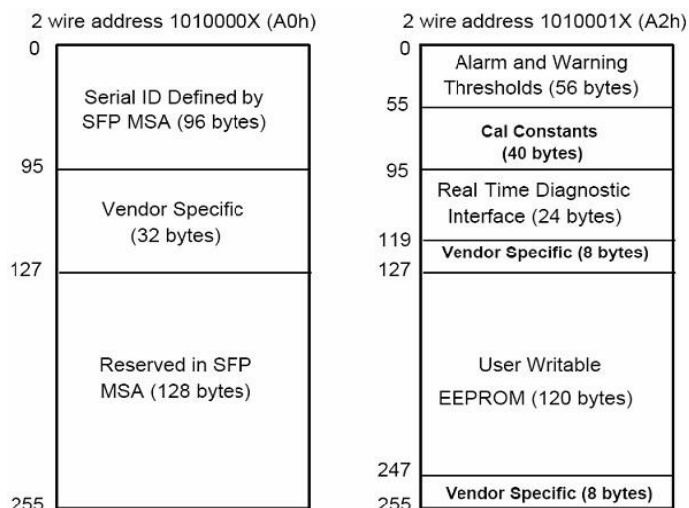 2 wire address 1010000X (A0h)
0
Serial ID Defined by
SFP MSA (96 bytes)
95
Vendor Specific
(32 bytes)
127
Reserved in SFP
MSA (128 bytes)
255
2 wire address 1010001X (A2h)
0
Alarm and Warning
Thresholds (56 bytes)
55
Cal Constants
(40 bytes)
95
Real Time Diagnostic
Interface (24 bytes)
119
Vendor Specific (8 bytes)
127
User Writable
EEPROM (120 bytes)
247
Vendor Specific (8 bytes)
255